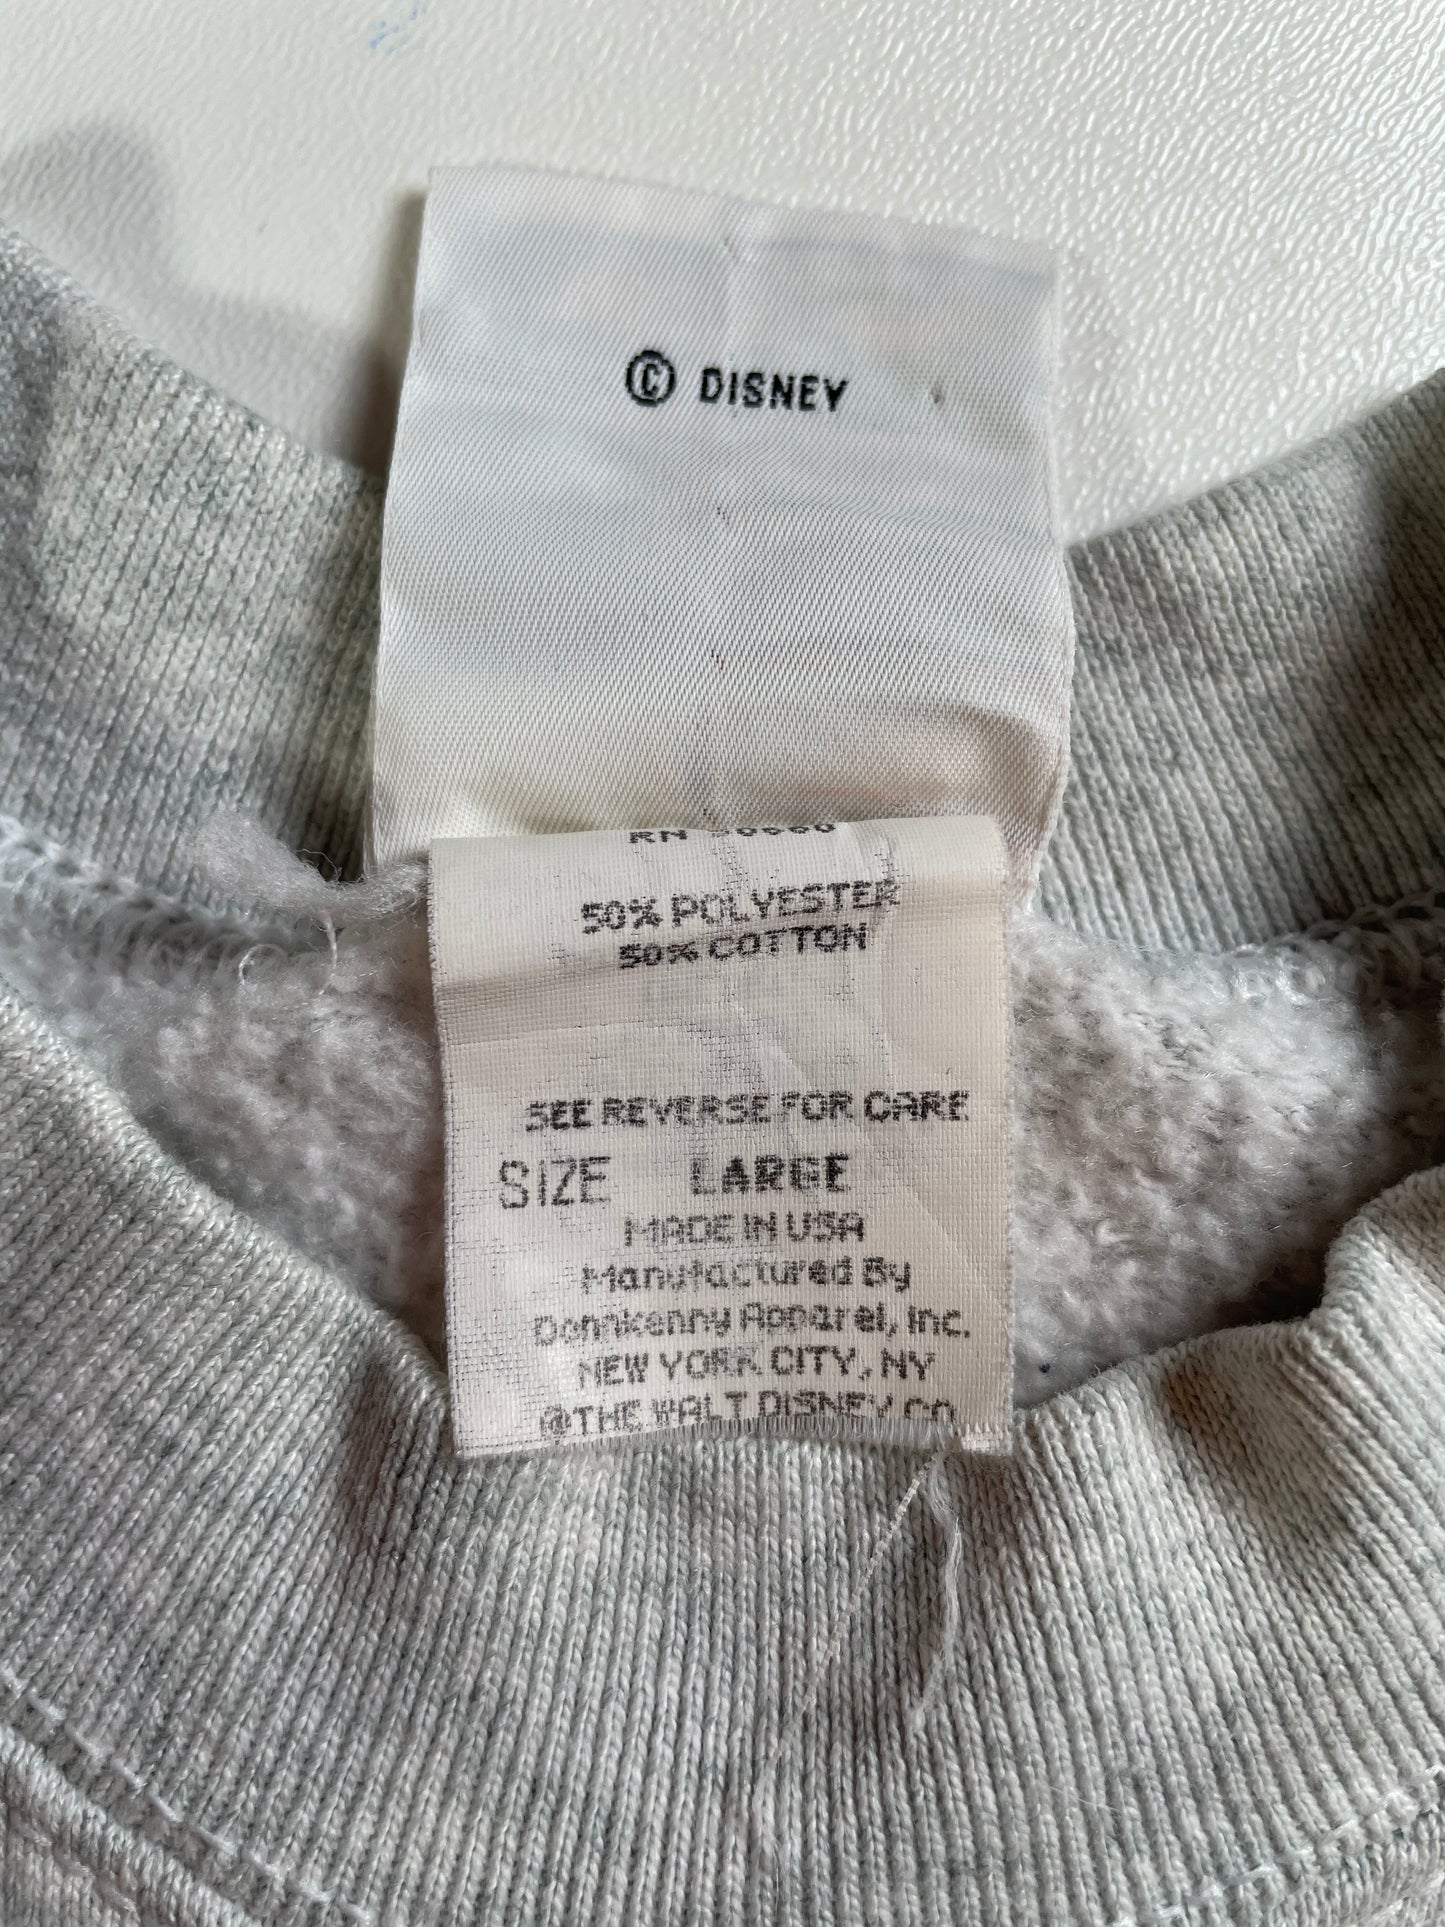 © DISNEY
RN
50% POLYESTER
50% COTTON
SEE REVERSE FOR CARE
SIZE LARGE
MADE IN USA
Manufactured By
Donnkenny Apparel, Inc.
NEW YORK CITY, NY
©THE WALT DISNEY CO.